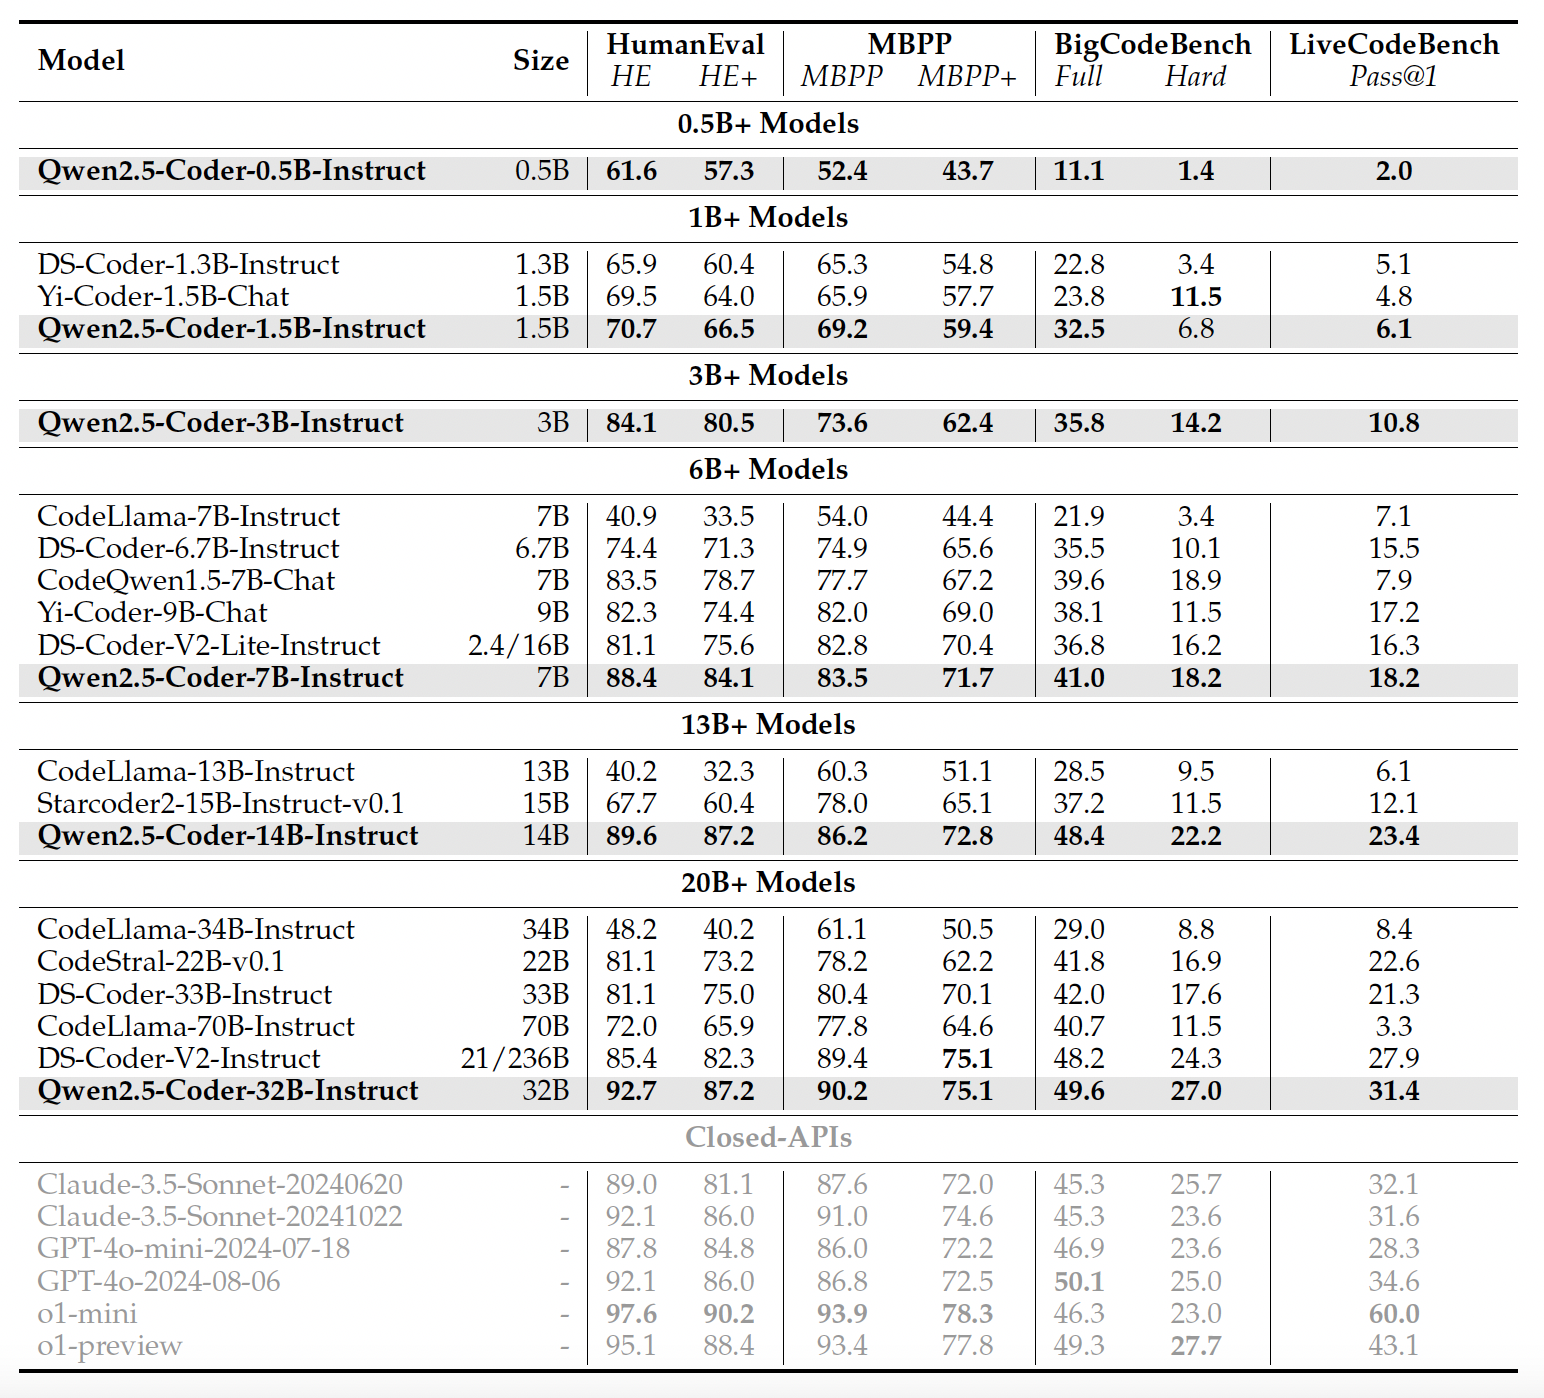 Model Size HumanEval MBPP BigCodeBench LiveCodeBench
HE HE+ MBPP MBPP+ Full Hard Pass@1
0.5B+ Models
Qwen2.5-Coder-0.5B-Instruct 0.5B 61.6 57.3 52.4 43.7 11.1 1.4 2.0
1B+ Models
DS-Coder-1.3B-Instruct 1.3B 65.9 60.4 65.3 54.8 22.8 3.4 5.1
Yi-Coder-1.5B-Chat 1.5B 69.5 64.0 65.9 57.7 23.8 11.5 4.8
Qwen2.5-Coder-1.5B-Instruct 1.5B 70.7 66.5 69.2 59.4 32.5 6.8 6.1
3B+ Models
Qwen2.5-Coder-3B-Instruct 3B 84.1 80.5 73.6 62.4 35.8 14.2 10.8
6B+ Models
CodeLlama-7B-Instruct 7B 40.9 33.5 54.0 44.4 21.9 3.4 7.1
DS-Coder-6.7B-Instruct 6.7B 74.4 71.3 74.9 65.6 35.5 10.1 15.5
CodeQwen1.5-7B-Chat 7B 83.5 78.7 77.7 67.2 39.6 18.9 7.9
Yi-Coder-9B-Chat 9B 82.3 74.4 82.0 69.0 38.1 11.5 17.2
DS-Coder-V2-Lite-Instruct 2.4/16B 81.1 75.6 82.8 70.4 36.8 16.2 16.3
Qwen2.5-Coder-7B-Instruct 7B 88.4 84.1 83.5 71.7 41.0 18.2 18.2
13B+ Models
CodeLlama-13B-Instruct 13B 40.2 32.3 60.3 51.1 28.5 9.5 6.1
Starcoder2-15B-Instruct-v0.1 15B 67.7 60.4 78.0 65.1 37.2 11.5 12.1
Qwen2.5-Coder-14B-Instruct 14B 89.6 87.2 86.2 72.8 48.4 22.2 23.4
20B+ Models
CodeLlama-34B-Instruct 34B 48.2 40.2 61.1 50.5 29.0 8.8 8.4
CodeStral-22B-v0.1 22B 81.1 73.2 78.2 62.2 41.8 16.9 22.6
DS-Coder-33B-Instruct 33B 81.1 75.0 80.4 70.1 42.0 17.6 21.3
CodeLlama-70B-Instruct 70B 72.0 65.9 77.8 64.6 40.7 11.5 3.3
DS-Coder-V2-Instruct 21/236B 85.4 82.3 89.4 75.1 48.2 24.3 27.9
Qwen2.5-Coder-32B-Instruct 32B 92.7 87.2 90.2 75.1 49.6 27.0 31.4
Closed-APIs
Claude-3.5-Sonnet-20240620 - 89.0 81.1 87.6 72.0 45.3 25.7 32.1
Claude-3.5-Sonnet-20241022 - 92.1 86.0 91.0 74.6 45.3 23.6 31.6
GPT-4o-mini-2024-07-18 - 87.8 84.8 86.0 72.2 46.9 23.6 28.3
GPT-4o-2024-08-06 - 92.1 86.0 86.8 72.5 50.1 25.0 34.6
o1-mini - 97.6 90.2 93.9 78.3 46.3 23.0 60.0
o1-preview - 95.1 88.4 93.4 77.8 49.3 27.7 43.1